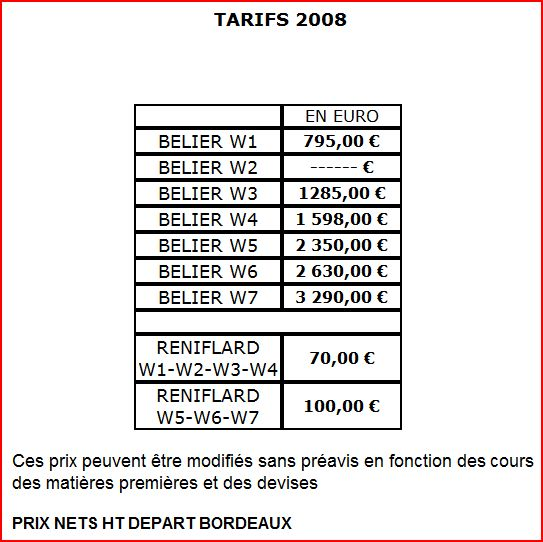 TARIFS 2008
EN EURO
BELIER W1 795,00 €
BELIER W2 ------ €
BELIER W3 1285,00 €
BELIER W4 1 598,00 €
BELIER W5 2 350,00 €
BELIER W6 2 630,00 €
BELIER W7 3 290,00 €
RENIFLARD
W1-W2-W3-W4 70,00 €
RENIFLARD
W5-W6-W7 100,00 €
Ces prix peuvent être modifiés sans préavis en fonction des cours
des matières premières et des devises
PRIX NETS HT DEPART BORDEAUX